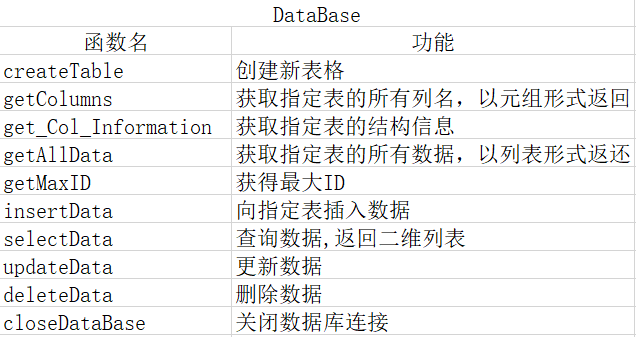 DataBase
函数名 功能
createTable 创建新表格
getColumns 获取指定表的所有列名，以元组形式返回
get_Col_Information 获取指定表的结构信息
getAllData 获取指定表的所有数据，以列表形式返还
getMaxID 获得最大ID
insertData 向指定表插入数据
selectData 查询数据,返回二维列表
updateData 更新数据
deleteData 删除数据
closeDataBase 关闭数据库连接